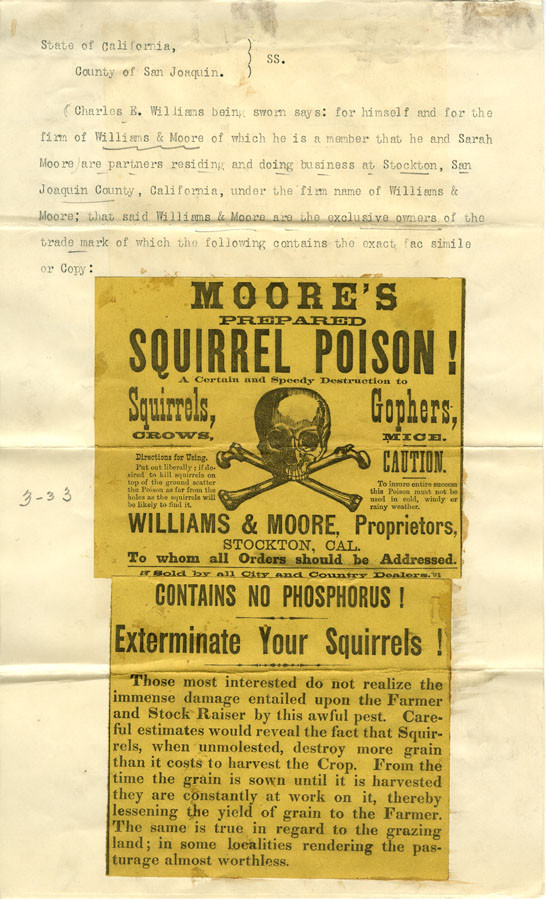 State of California,
SS.
County of San Joaquin.
Charles E. Williams being sworn says: for himself and for the
firm of Williams & Moore of which he is a member that he and Sarah
Moore are partners residing and doing business at Stockton, San
Joaquin County, California, under the firm name of Williams &
Moore; that said Williams & Moore are the exclusive owners of the
trade mark of which the following contains the exact fac simile
or Copy:
MOORE'S
PREPARED
SQUIRREL POISON!
A Certain and Speedy Destruction to
Squirrels,
CROWS,
Gophers,
MICE.
Directions for Using.
Put out liberally; if de-
sired to kill squirrels on
top of the ground scatter
the Poison as far from the
holes as the squirrels will
be likely to find it.
CAUTION.
To insure entire success
this Poison must not be
used in cold, windy or
rainy weather.
3-33
WILLIAMS & MOORE, Proprietors,
STOCKTON, CAL.
To whom all Orders should be Addressed.
Sold by all City and Country Dealers.
CONTAINS NO PHOSPHORUS!
Exterminate Your Squirrels!
Those most interested do not realize the
immense damage entailed upon the Farmer
and Stock Raiser by this awful pest. Care-
ful estimates would reveal the fact that Squir-
rels, when unmolested, destroy more grain
than it costs to harvest the Crop. From the
time the grain is sown until it is harvested
they are constantly at work on it, thereby
lessening the yield of grain to the Farmer.
The same is true in regard to the grazing
land; in some localities rendering the pas-
turage almost worthless.